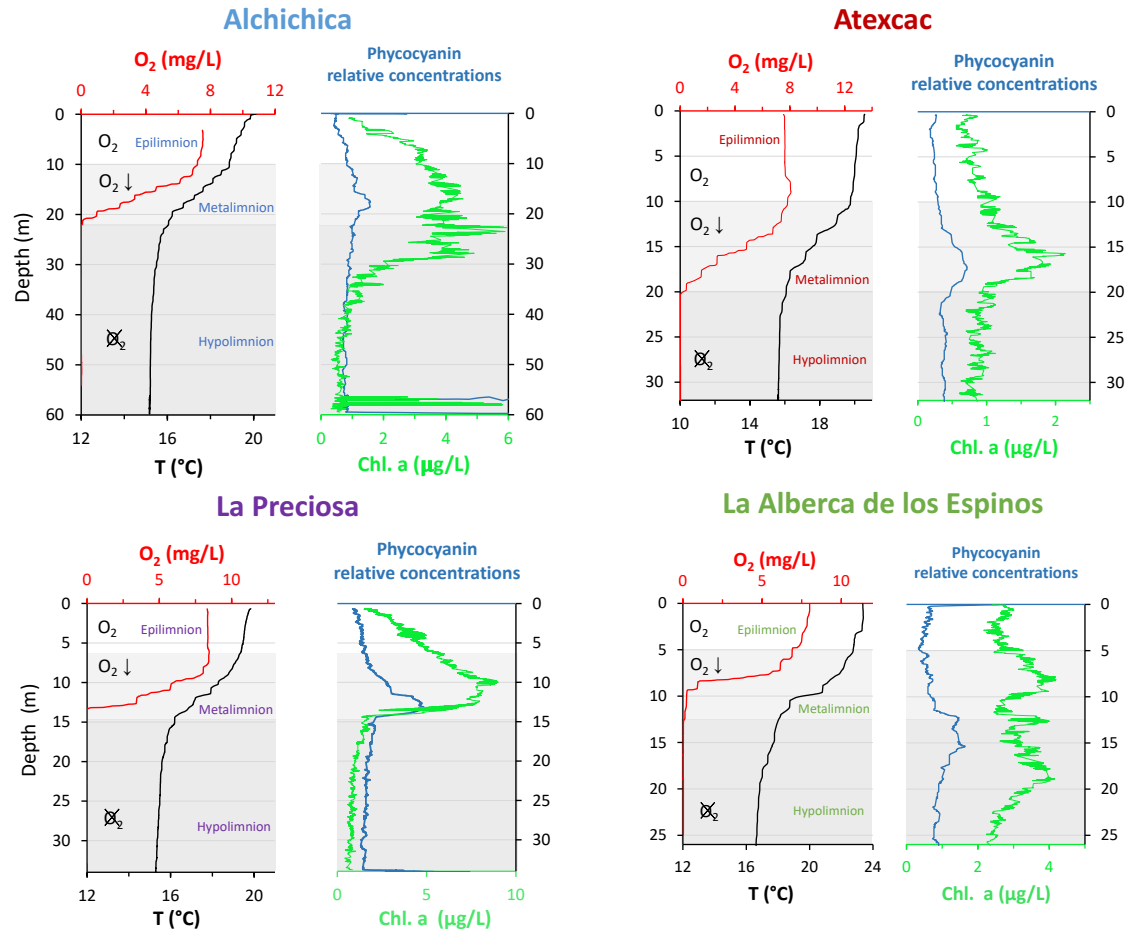 Alchichica
O₂ (mg/L)
0 4 8 12
Phycocyanin
relative concentrations
0
10
20
30
40
50
60
Depth (m)
O₂
Epilimnion
O₂ ↓
Metalimnion
O₂
Hypolimnion
12 16 20
T (°C)
0
10
20
30
40
50
60
0 2 4 6
Chl. a (µg/L)
Atexcac
O₂ (mg/L)
0 4 8 12
Phycocyanin
relative concentrations
0
5
10
15
20
25
30
O₂
Epilimnion
O₂ ↓
Metalimnion
O₂
Hypolimnion
10 14 18
T (°C)
0
5
10
15
20
25
30
0 1 2
Chl. a (µg/L)
La Preciosa
O₂ (mg/L)
0 5 10
Phycocyanin
relative concentrations
0
5
10
15
20
25
30
Depth (m)
O₂
Epilimnion
O₂ ↓
Metalimnion
O₂
Hypolimnion
12 16 20
T (°C)
0
5
10
15
20
25
30
0 5 10
Chl. a (µg/L)
La Alberca de los Espinos
O₂ (mg/L)
0 5 10
Phycocyanin
relative concentrations
0
5
10
15
20
25
O₂
Epilimnion
O₂ ↓
Metalimnion
O₂
Hypolimnion
12 16 20 24
T (°C)
0
5
10
15
20
25
0 2 4
Chl. a (µg/L)